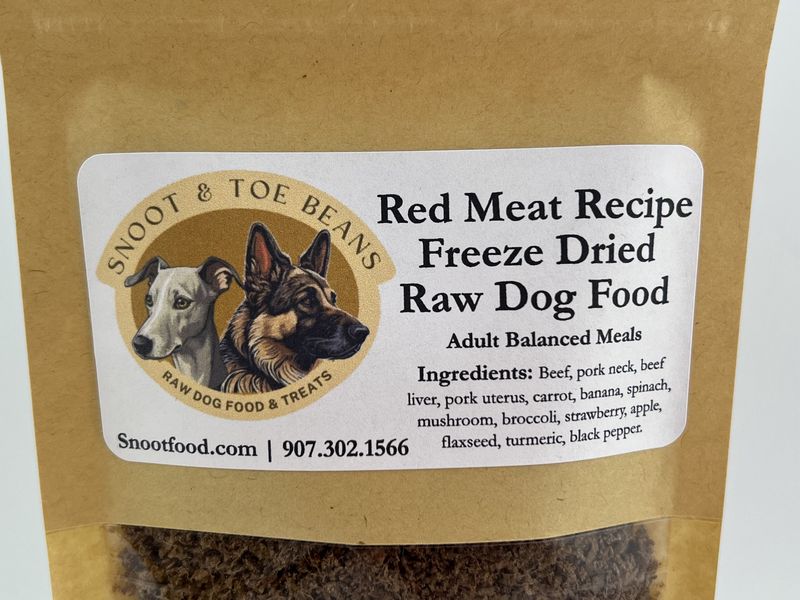 SNOOT & TOE BEANS
RAW DOG FOOD & TREATS
Snootfood.com | 907.302.1566
Red Meat Recipe
Freeze Dried
Raw Dog Food
Adult Balanced Meals
Ingredients: Beef, pork neck, beef
liver, pork uterus, carrot, banana, spinach,
mushroom, broccoli, strawberry, apple,
flaxseed, turmeric, black pepper.